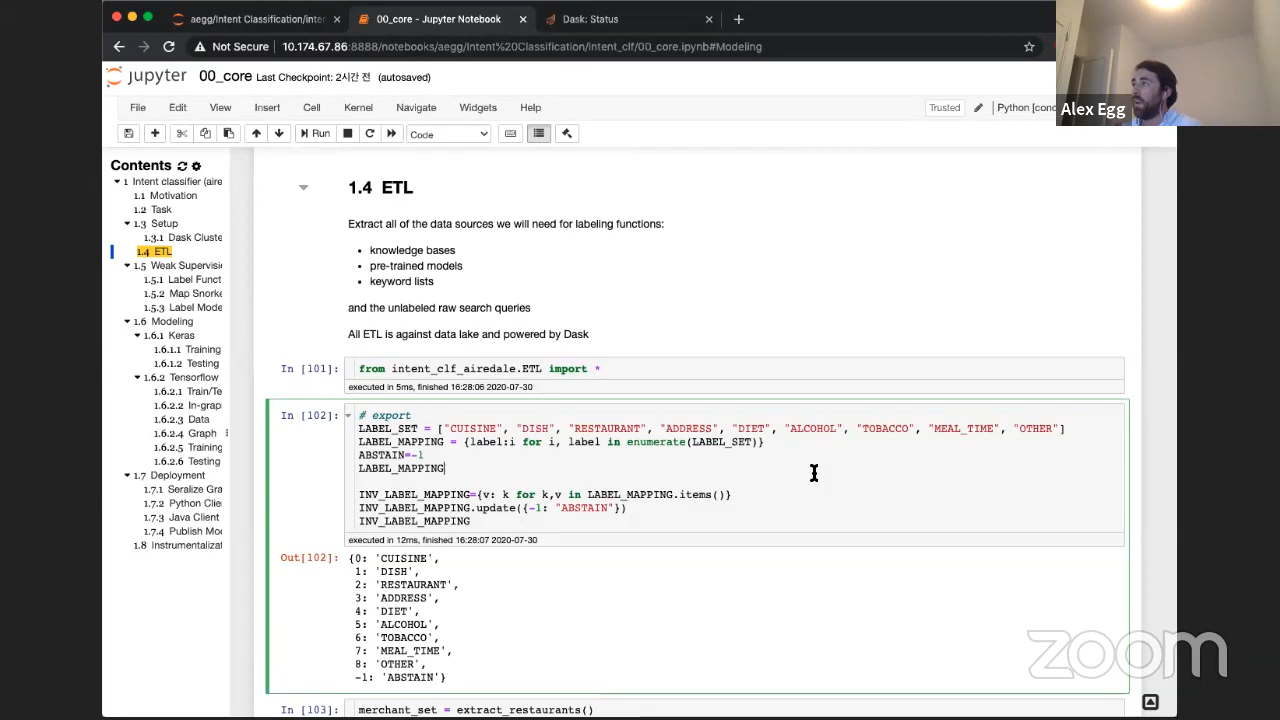 aegg/Intent Classification/inter
00_core - Jupyter Notebook
Dask: Status
Not Secure
10.174.67.86:8888/notebooks/aegg/Intent%20Classification/intent_clf/00_core.ipynb#Modeling
jupyter 00_core Last Checkpoint: 2시간 전 (autosaved)
Alex Egg
File Edit View Insert Cell Kernel Navigate Widgets Help
Trusted
Python [conc
Run
Code
Contents
1 Intent classifier (aire
1.1 Motivation
1.2 Task
1.3 Setup
1.3.1 Dask Cluste
1.4 ETL
1.5 Weak Supervisi
1.5.1 Label Funct
1.5.2 Map Snorke
1.5.3 Label Mode
1.6 Modeling
1.6.1 Keras
1.6.1.1 Training
1.6.1.2 Testing
1.6.2 Tensorflow
1.6.2.1 Train/Te
1.6.2.2 In-grap
1.6.2.3 Data
1.6.2.4 Graph
1.6.2.5 Training
1.6.2.6 Testing
1.7 Deployment
1.7.1 Seralize Gra
1.7.2 Python Clie
1.7.3 Java Client
1.7.4 Publish Mod
1.8 Instrumentalizat
1.4 ETL
Extract all of the data sources we will need for labeling functions:
• knowledge bases
• pre-trained models
• keyword lists
and the unlabeled raw search queries
All ETL is against data lake and powered by Dask
In [101]: from intent_clf_airedale.ETL import *
executed in 5ms, finished 16:28:06 2020-07-30
In [102]: # export
LABEL_SET = ["CUISINE", "DISH", "RESTAURANT", "ADDRESS", "DIET", "ALCOHOL", "TOBACCO", "MEAL_TIME", "OTHER"]
LABEL_MAPPING = {label:i for i, label in enumerate(LABEL_SET)}
ABSTAIN=-1
LABEL_MAPPING
INV_LABEL_MAPPING={v: k for k,v in LABEL_MAPPING.items()}
INV_LABEL_MAPPING.update({-1: "ABSTAIN"})
INV_LABEL_MAPPING
executed in 12ms, finished 16:28:07 2020-07-30
Out[102]: {0: 'CUISINE',
1: 'DISH',
2: 'RESTAURANT',
3: 'ADDRESS',
4: 'DIET',
5: 'ALCOHOL',
6: 'TOBACCO',
7: 'MEAL_TIME',
8: 'OTHER',
-1: 'ABSTAIN'}
In [103]: merchant_set = extract_restaurants()
zoom